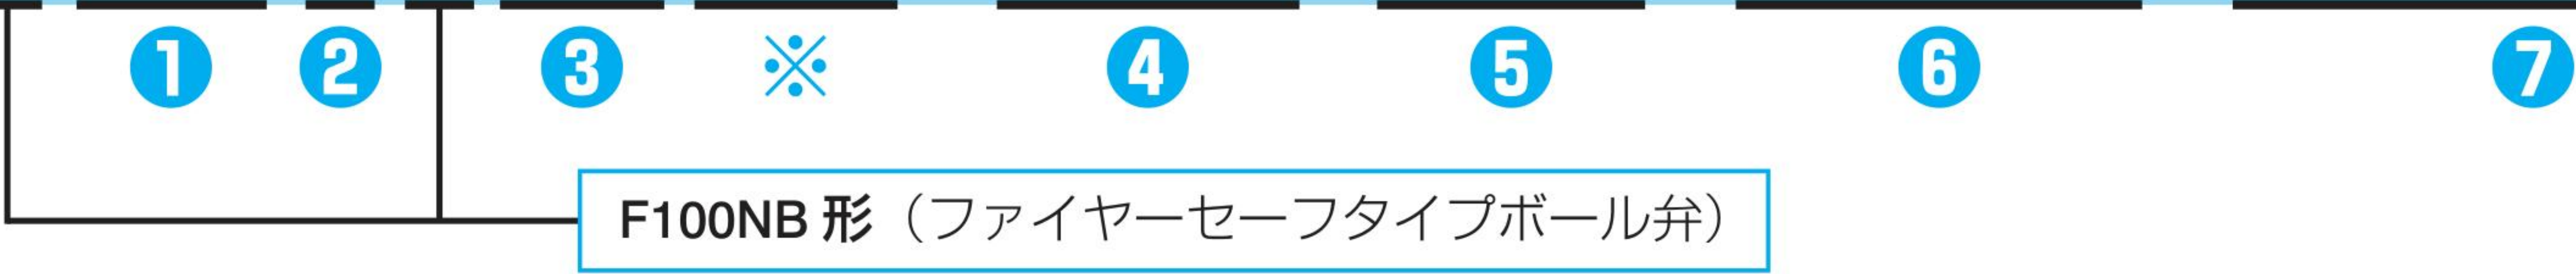 ❶ ❷ ❸ ※ ❹ ❺ ❻ ❼
F100NB 形（ファイヤーセーフタイプボール弁）